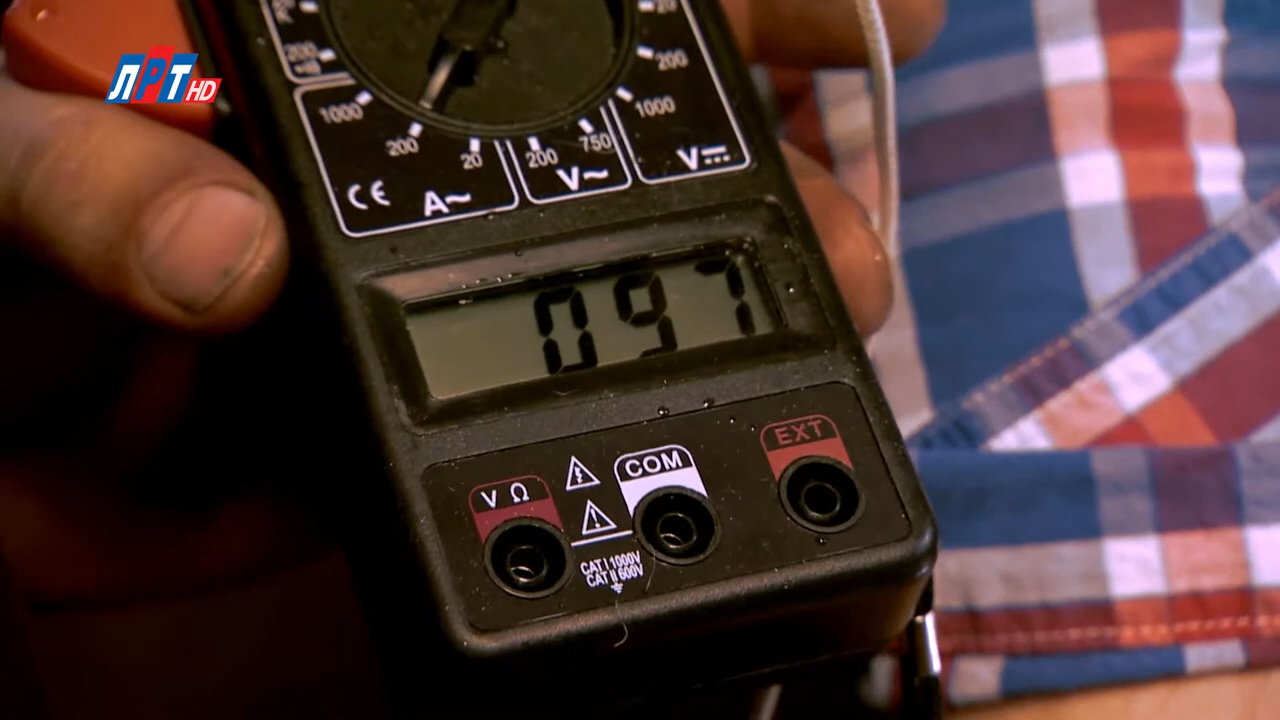 ЛРТ HD
200
20
200
1000
1000
200
20
200
750
V⎓
CE
A~
V~
097
V Ω
COM
EXT
CAT I 1000V
CAT II 600V